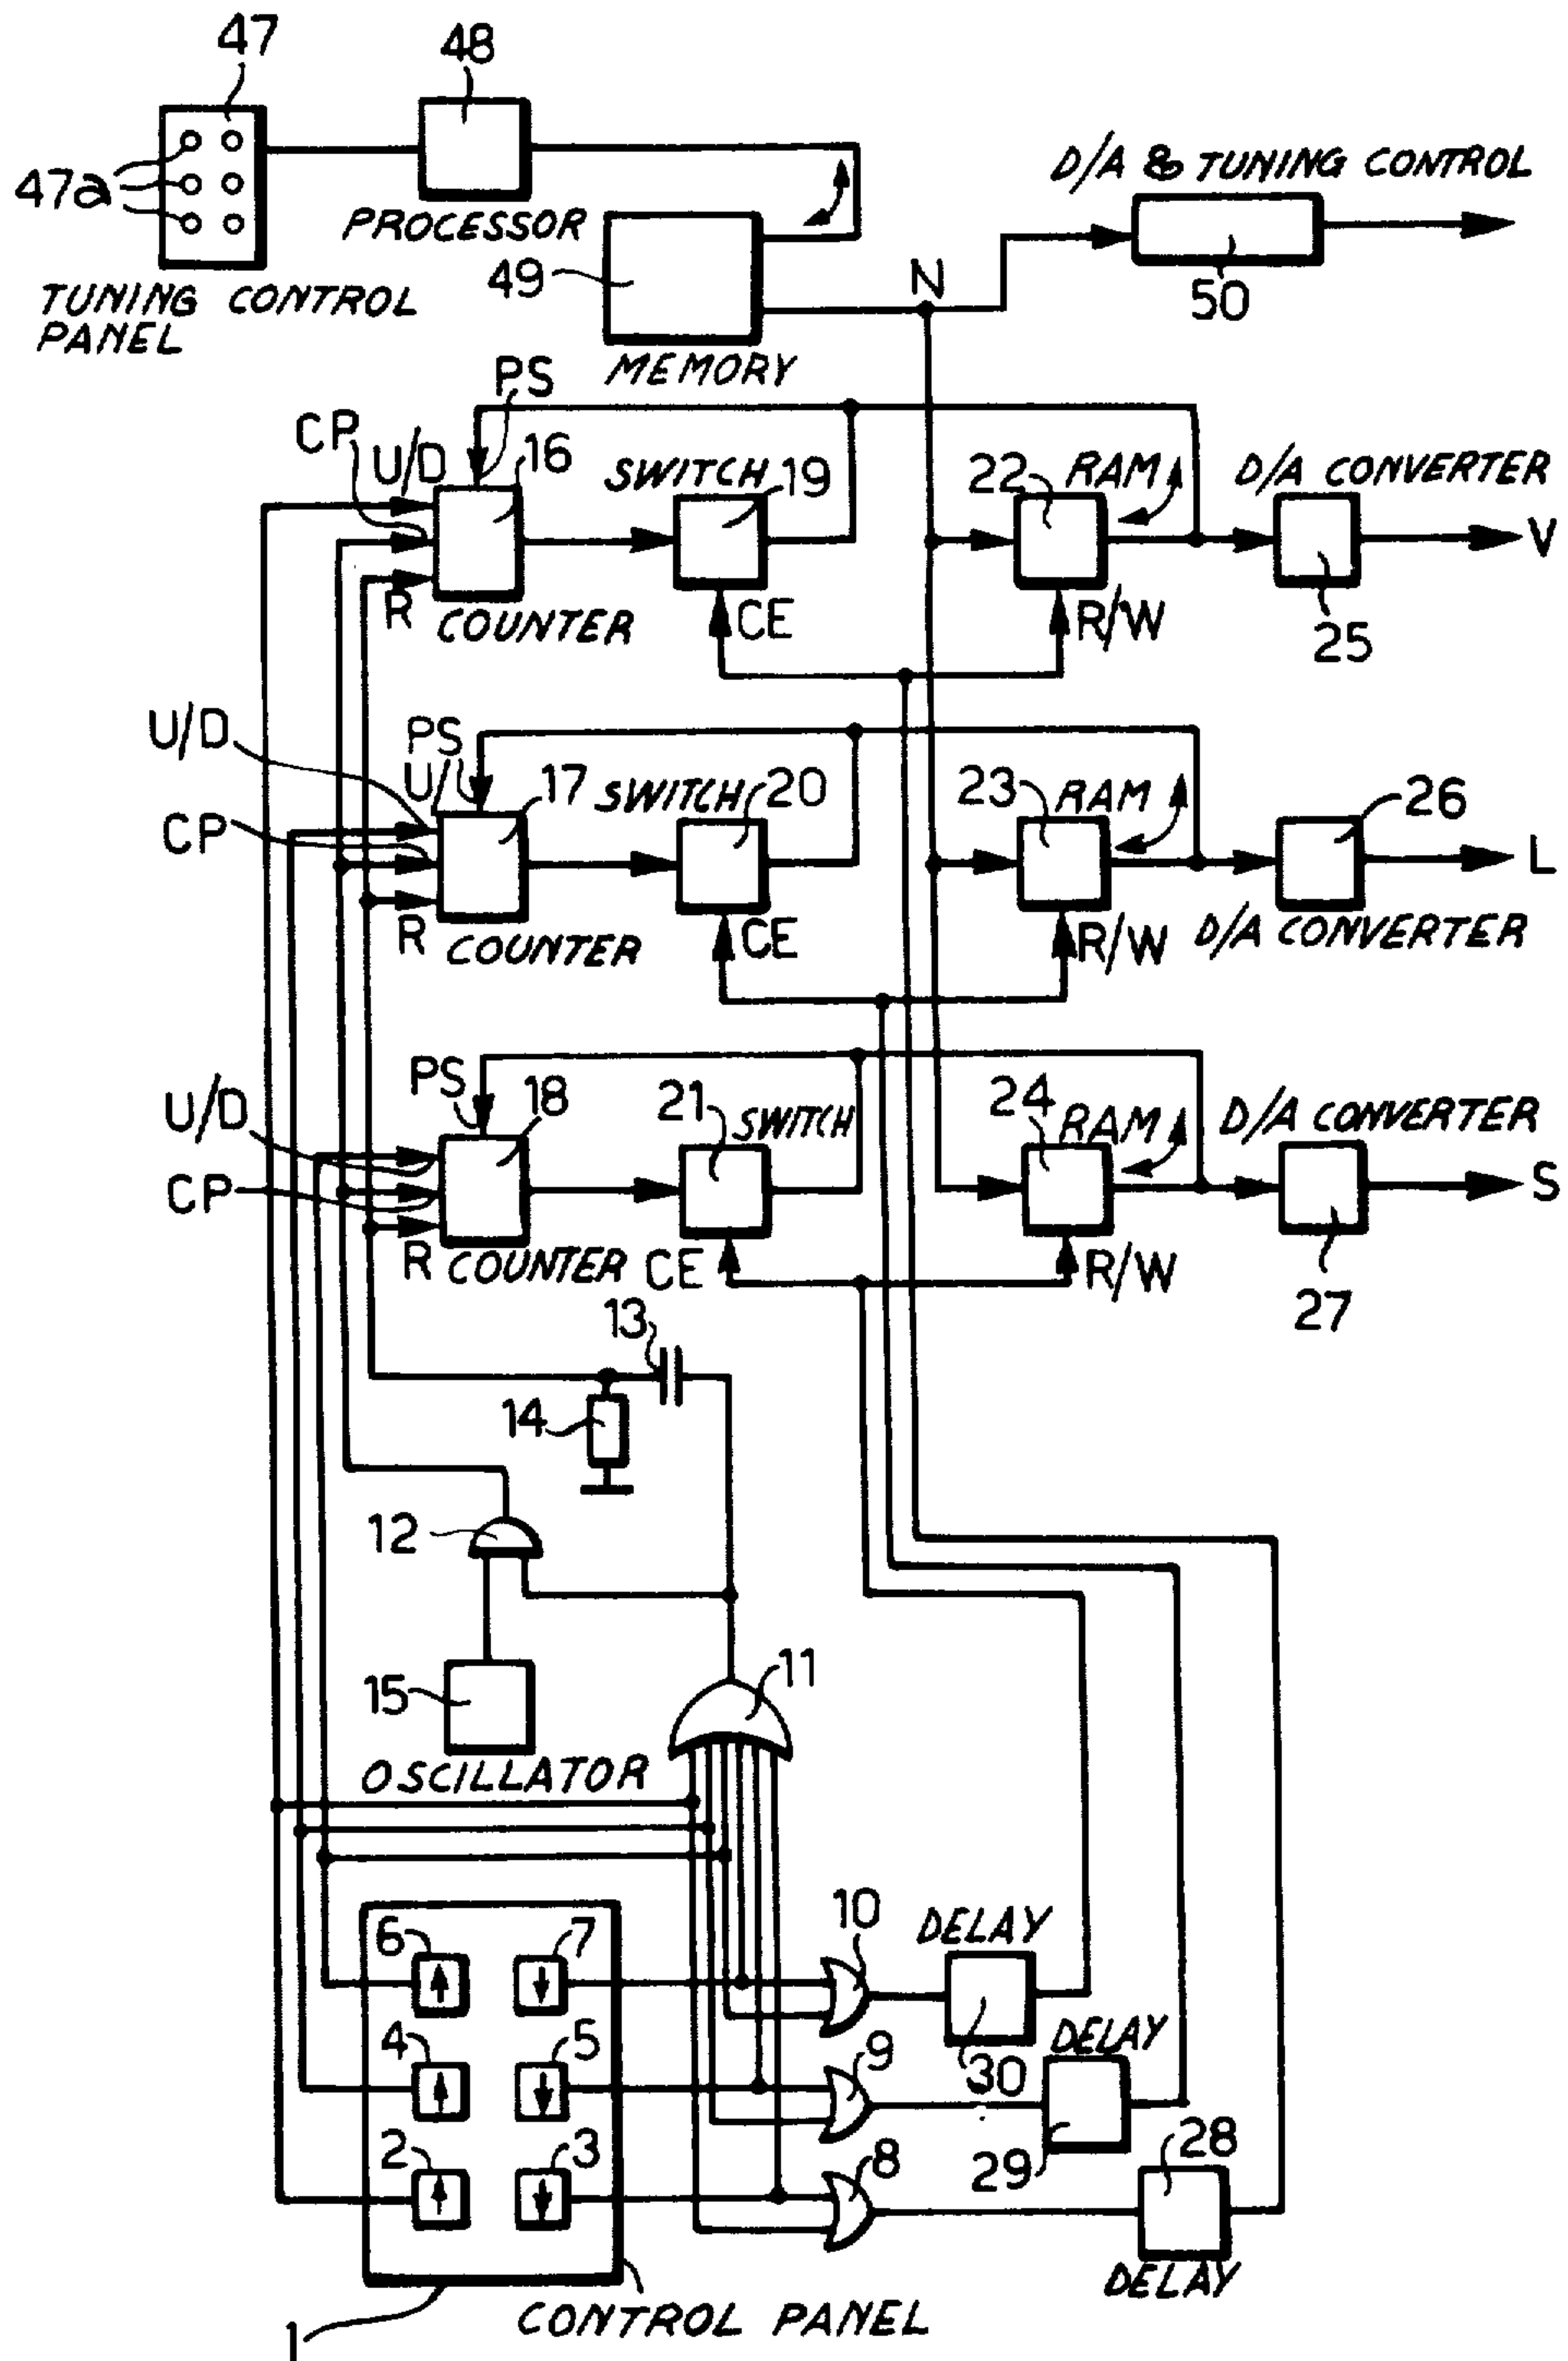 47
48
47a
PROCESSOR
TUNING CONTROL
PANEL
49
MEMORY
N
D/A & TUNING CONTROL
50
PS
CP
U/D
16
SWITCH
19
22
RAM
D/A CONVERTER
V
R
COUNTER
CE
R/W
25
U/D
PS
U/
17
SWITCH
20
23
RAM
26
CP
L
R
COUNTER
CE
R/W
D/A CONVERTER
PS
18
21
SWITCH
24
RAM
D/A CONVERTER
U/D
CP
S
R
COUNTER
CE
R/W
27
13
14
12
15
11
OSCILLATOR
6
7
10
DELAY
4
5
9
30
DELAY
2
3
8
29
28
DELAY
CONTROL PANEL
1